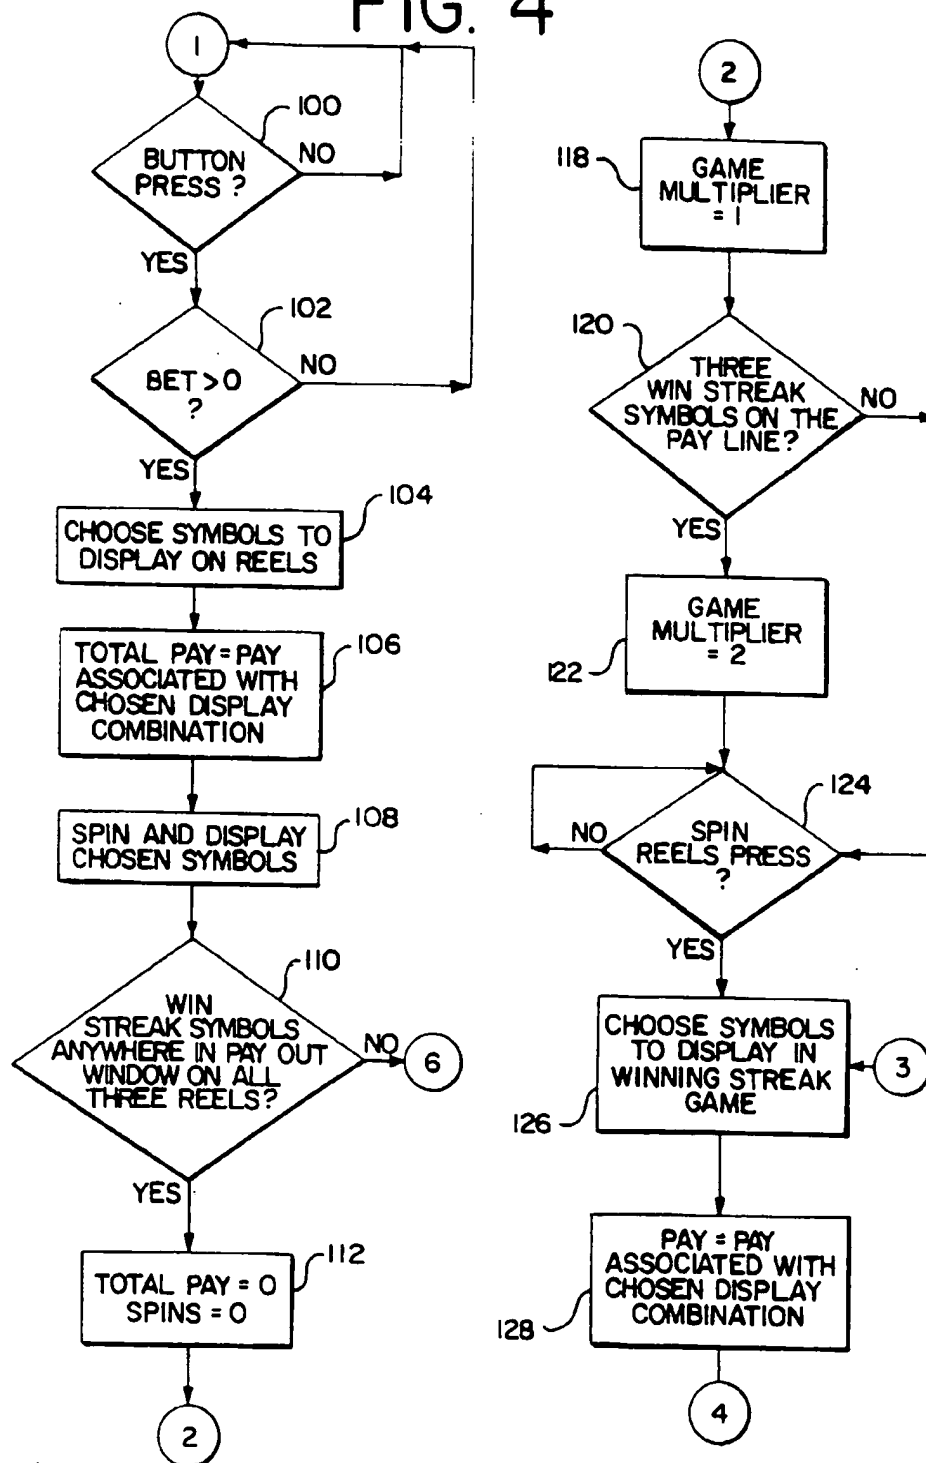 FIG. 4
1
100
BUTTON
PRESS ?
NO
YES
102
BET > 0
?
NO
YES
104
CHOOSE SYMBOLS TO
DISPLAY ON REELS
106
TOTAL PAY = PAY
ASSOCIATED WITH
CHOSEN DISPLAY
COMBINATION
108
SPIN AND DISPLAY
CHOSEN SYMBOLS
110
WIN
STREAK SYMBOLS
ANYWHERE IN PAY OUT
WINDOW ON ALL
THREE REELS?
NO
6
YES
112
TOTAL PAY = 0
SPINS = 0
2
2
118
GAME
MULTIPLIER
= 1
120
THREE
WIN STREAK
SYMBOLS ON THE
PAY LINE?
NO
YES
122
GAME
MULTIPLIER
= 2
124
SPIN
REELS PRESS
?
NO
YES
CHOOSE SYMBOLS
TO DISPLAY IN
WINNING STREAK
GAME
3
126
PAY = PAY
ASSOCIATED WITH
CHOSEN DISPLAY
COMBINATION
128
4